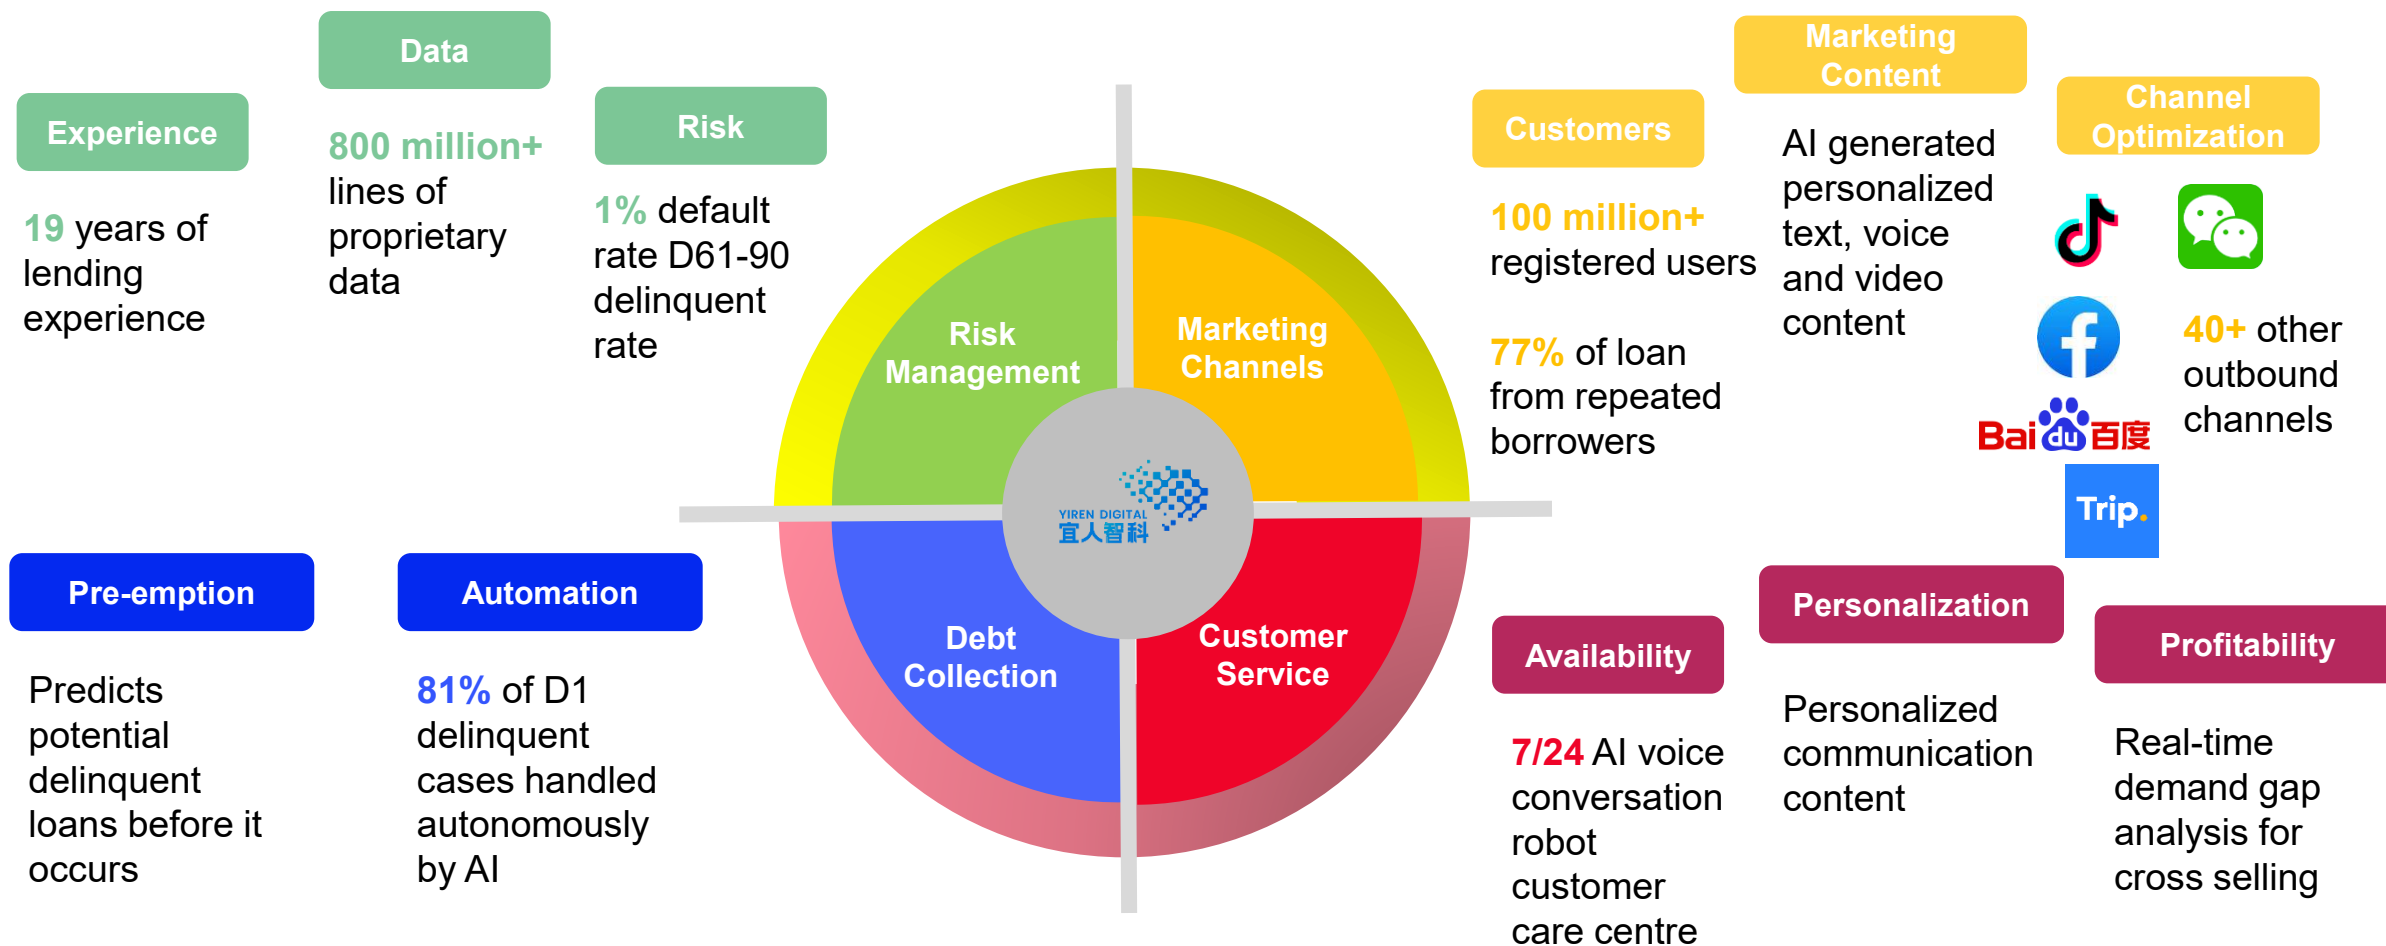 Data
Experience
Risk
800 million+
lines of
proprietary
data
19 years of
lending
experience
1% default
rate D61-90
delinquent
rate
Risk
Management
Marketing
Channels
YIREN DIGITAL
宜人智科
Debt
Collection
Customer
Service
Marketing
Content
Customers
Channel
Optimization
100 million+
registered users
77% of loan
from repeated
borrowers
AI generated
personalized
text, voice
and video
content
40+ other
outbound
channels
Bai du 百度
Trip.
Pre-emption
Automation
Predicts
potential
delinquent
loans before it
occurs
81% of D1
delinquent
cases handled
autonomously
by AI
Availability
Personalization
Profitability
7/24 AI voice
conversation
robot
customer
care centre
Personalized
communication
content
Real-time
demand gap
analysis for
cross selling